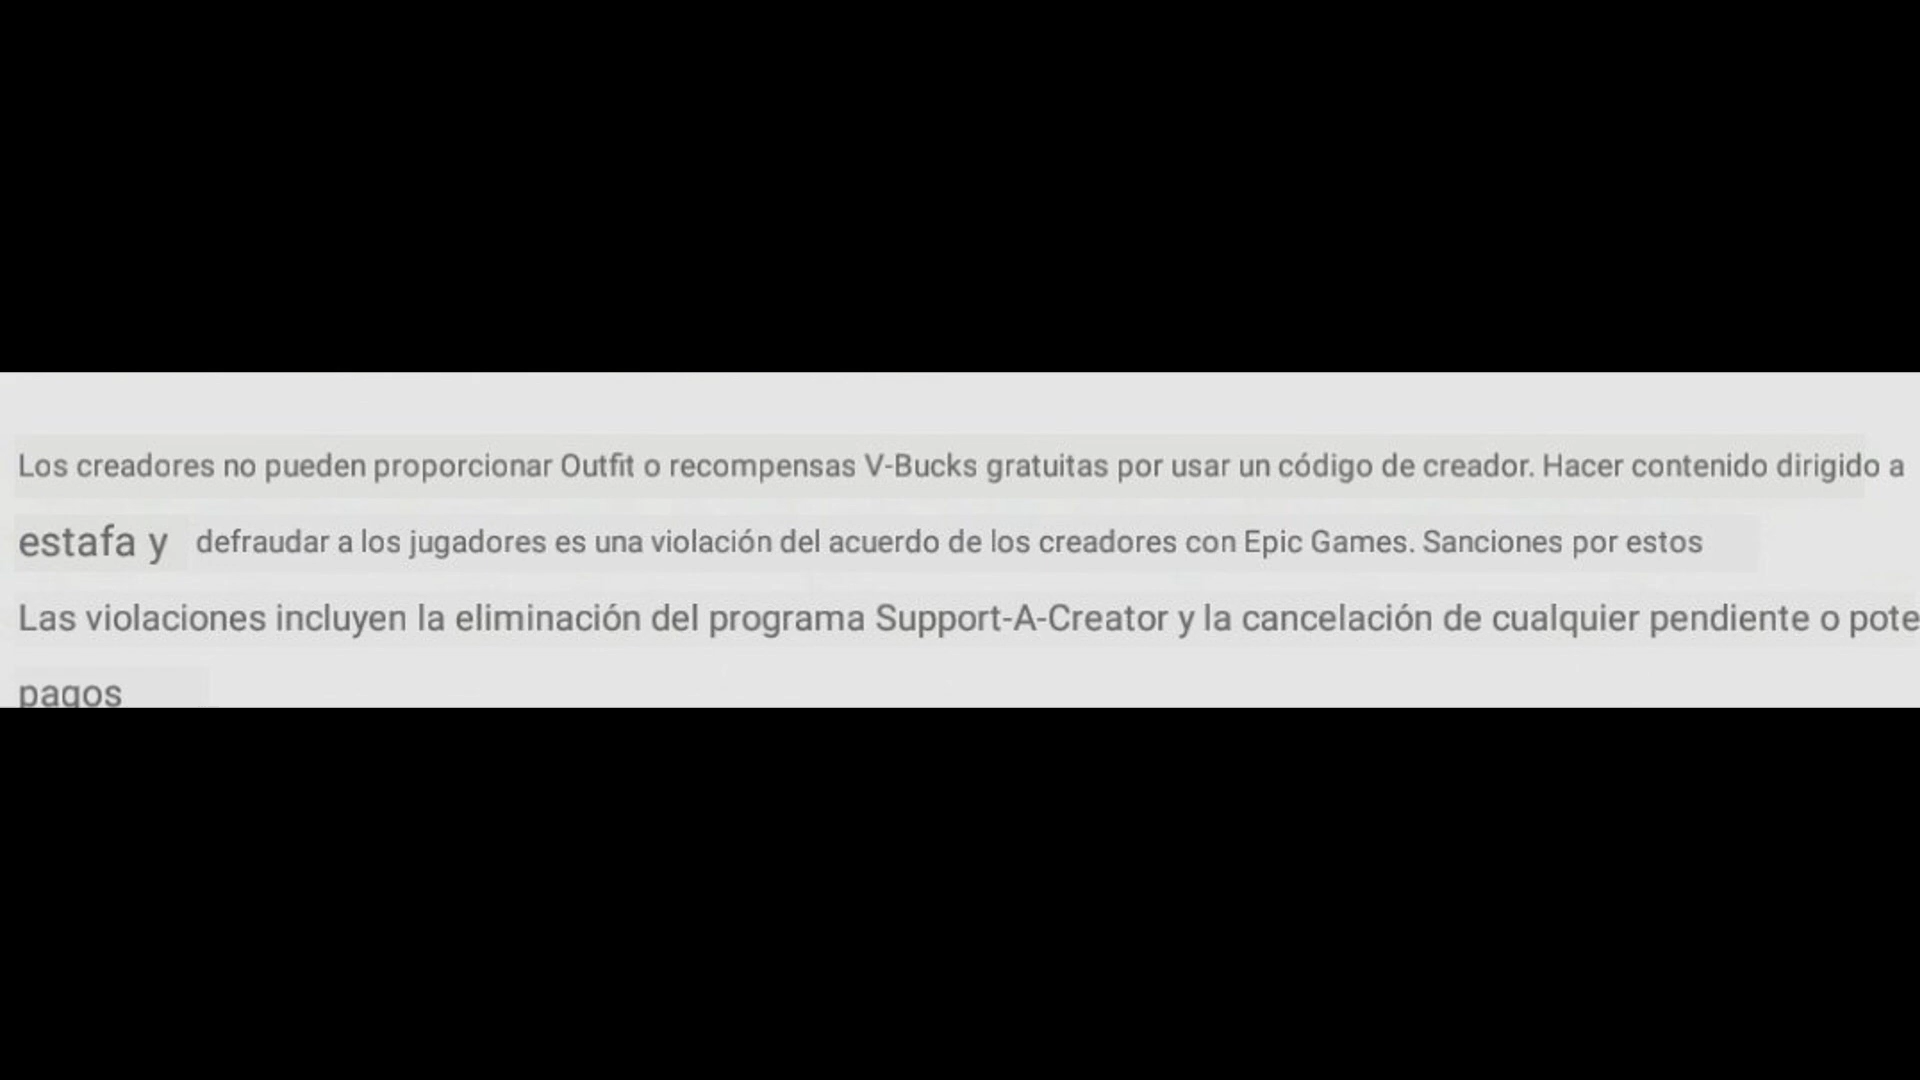 Los creadores no pueden proporcionar Outfit o recompensas V-Bucks gratuitas por usar un código de creador. Hacer contenido dirigido a
estafa y defraudar a los jugadores es una violación del acuerdo de los creadores con Epic Games. Sanciones por estos
Las violaciones incluyen la eliminación del programa Support-A-Creator y la cancelación de cualquier pendiente o pote
pagos